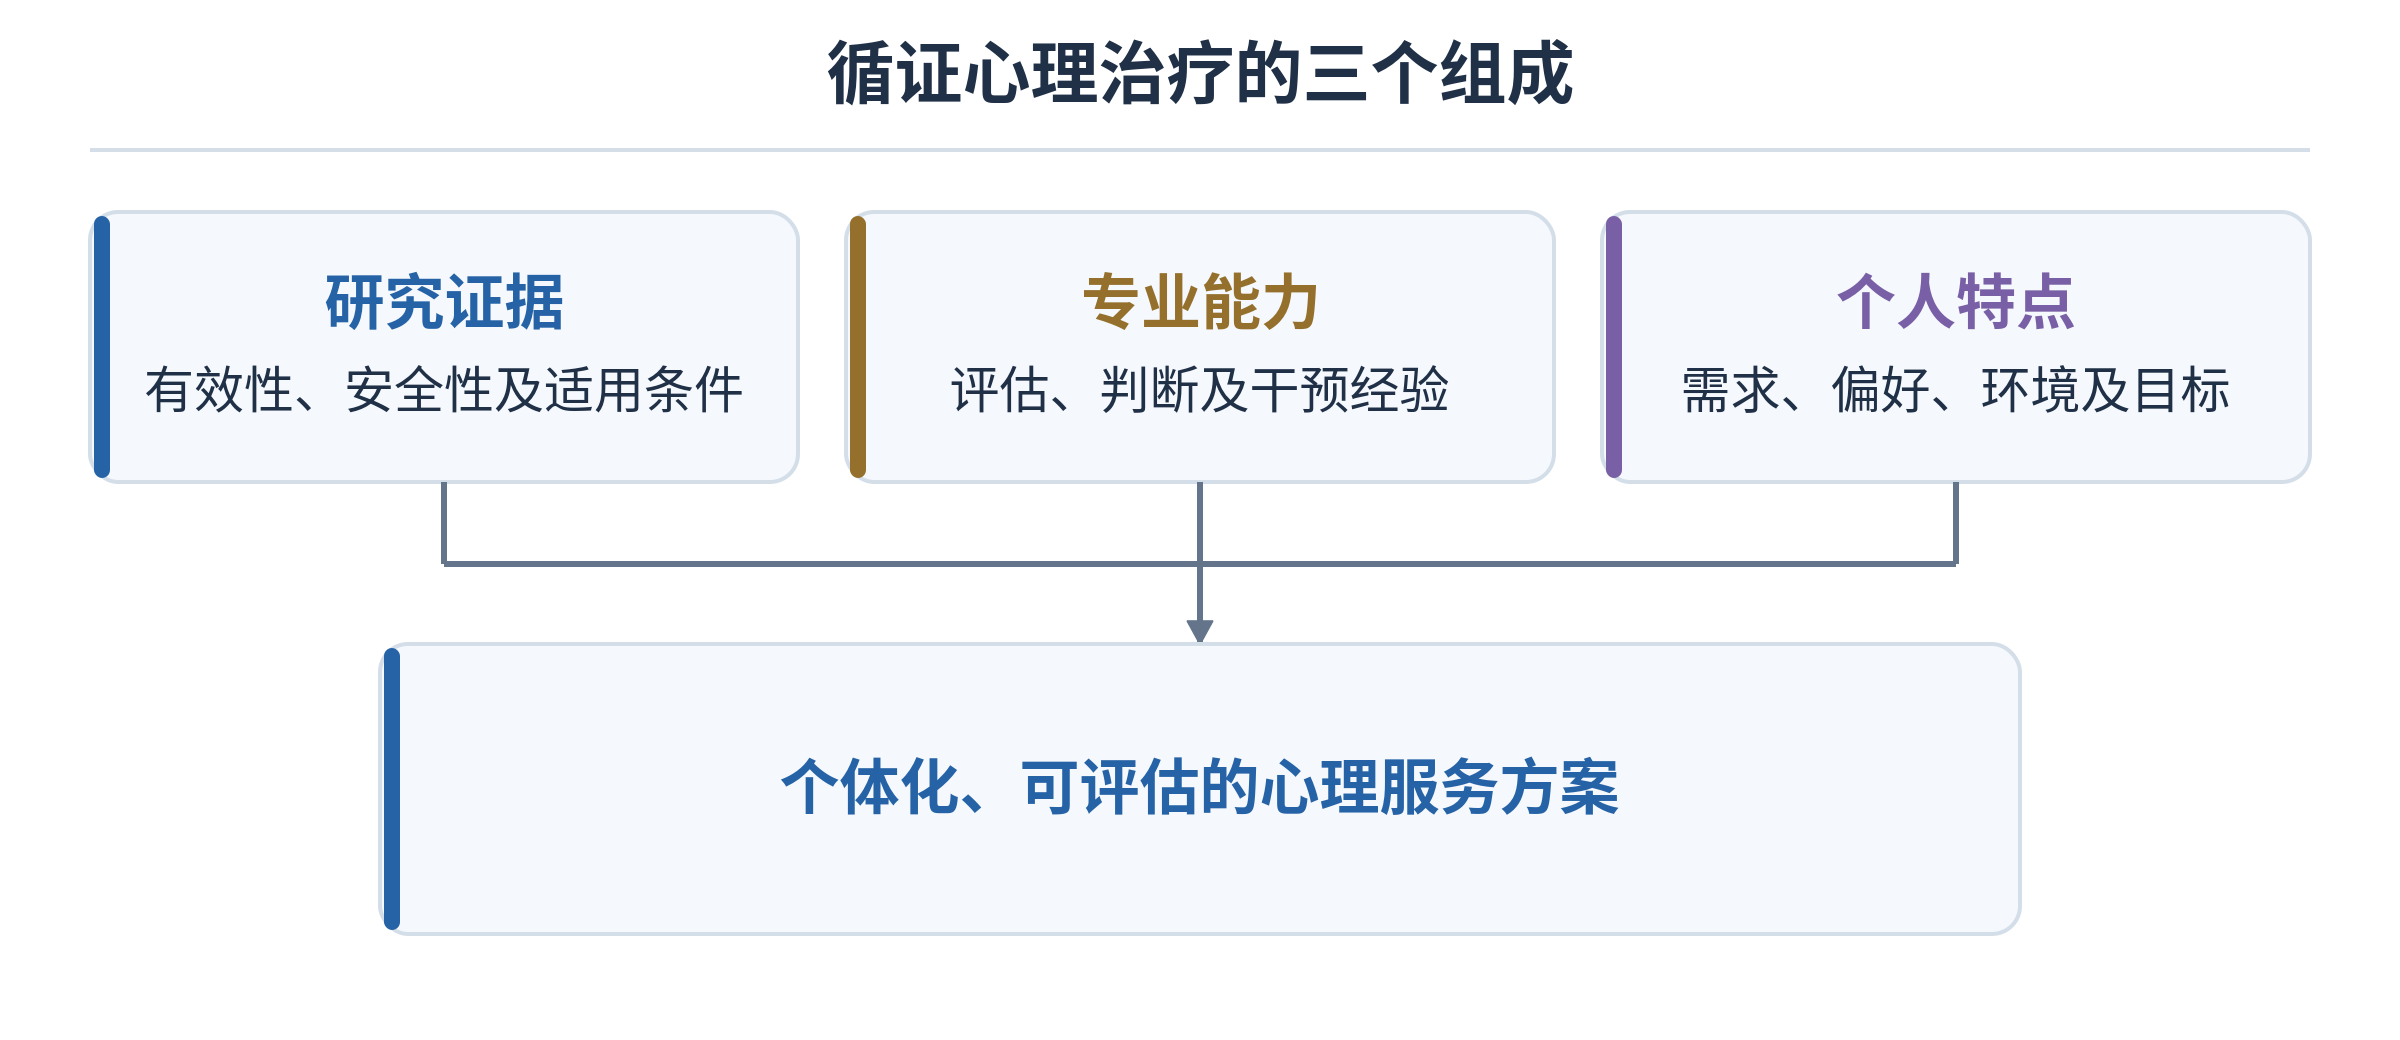 循证心理治疗的三个组成
研究证据
有效性、安全性及适用条件
专业能力
评估、判断及干预经验
个人特点
需求、偏好、环境及目标
个体化、可评估的心理服务方案